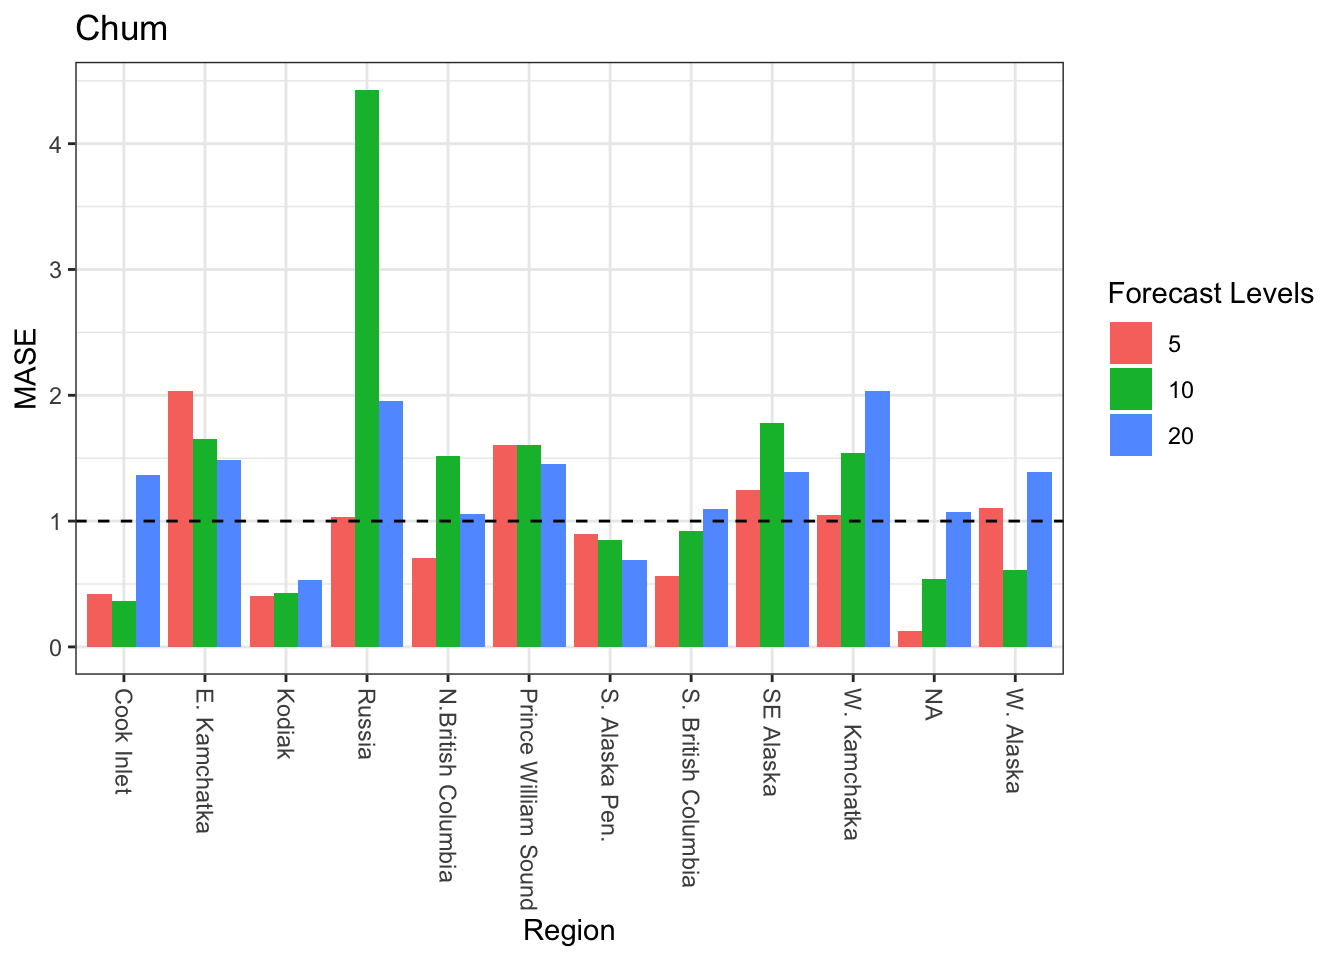 Chum
MASE
4
3
2
1
0
Cook Inlet
E. Kamchatka
Kodiak
Russia
N.British Columbia
Prince William Sound
S. Alaska Pen.
S. British Columbia
SE Alaska
W. Kamchatka
NA
W. Alaska
Region
Forecast Levels
5
10
20